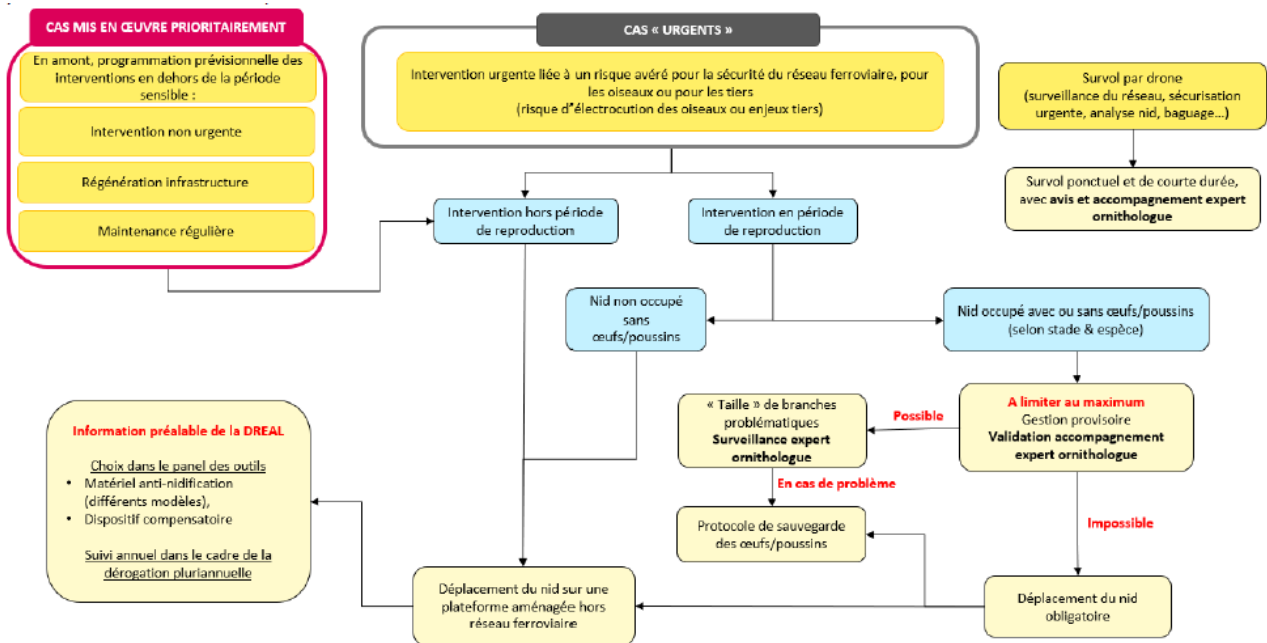 CAS MIS EN ŒUVRE PRIORITAIREMENT
En amont, programmation prévisionnelle des
interventions en dehors de la période
sensible :
Intervention non urgente
Régénération infrastructure
Maintenance régulière
CAS « URGENTS »
Intervention urgente liée à un risque avéré pour la sécurité du réseau ferroviaire, pour
les oiseaux ou pour les tiers
(risque d"électrocution des oiseaux ou enjeux tiers)
Survol par drone
(surveillance du réseau, sécurisation
urgente, analyse nid, baguage…)
Survol ponctuel et de courte durée,
avec avis et accompagnement expert
ornithologue
Intervention hors période
de reproduction
Intervention en période
de reproduction
Nid non occupé
sans
œufs/poussins
Nid occupé avec ou sans œufs/poussins
(selon stade & espèce)
A limiter au maximum
Gestion provisoire
Validation accompagnement
expert ornithologue
Possible
« Taille » de branches
problématiques
Surveillance expert
ornithologue
En cas de problème
Protocole de sauvegarde
des œufs/poussins
Impossible
Déplacement du nid
obligatoire
Déplacement du nid sur une
plateforme aménagée hors
réseau ferroviaire
Information préalable de la DREAL
Choix dans le panel des outils
• Matériel anti-nidification
(différents modèles),
• Dispositif compensatoire
Suivi annuel dans le cadre de la
dérogation pluriannuelle